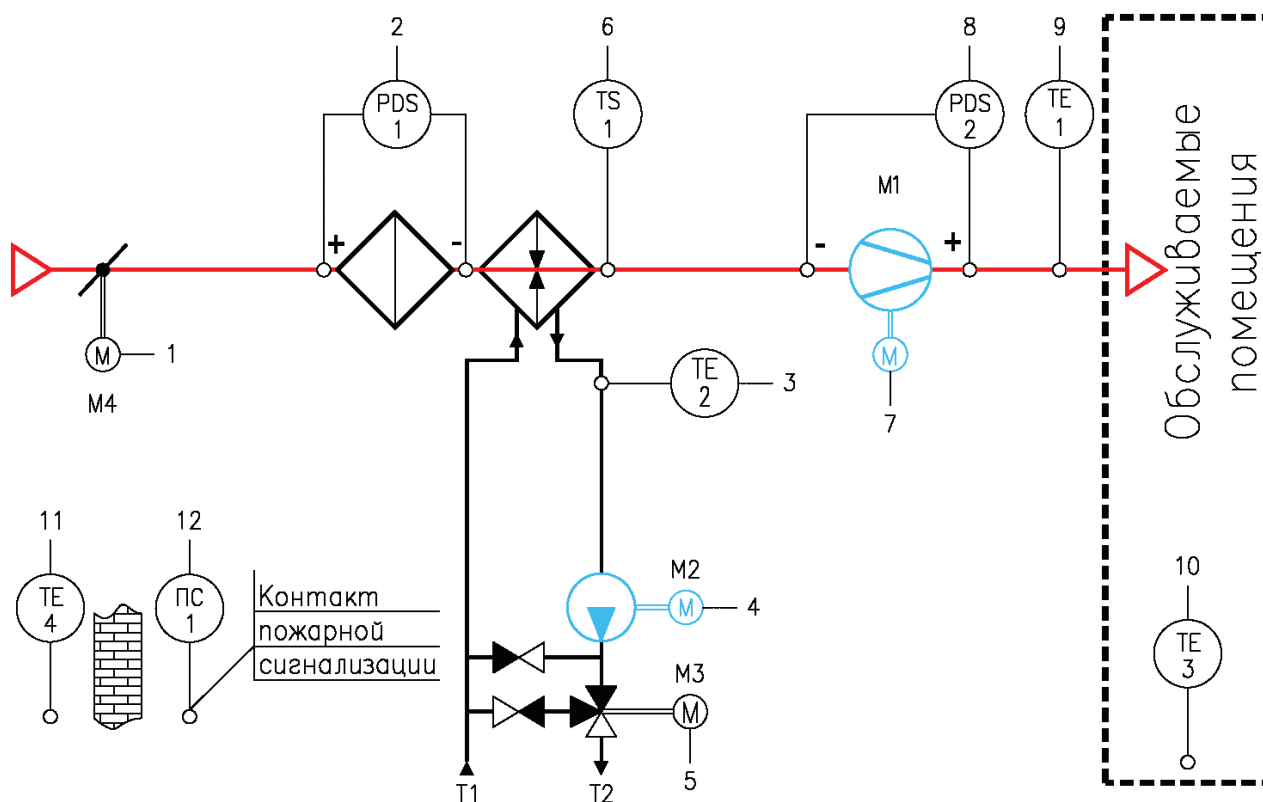 2
6
8
9
PDS
1
TS
1
PDS
2
TE
1
M1
+
-
-
+
M
1
M4
7
M
TE
2
3
Обслуживаемые
помещения
11
12
TE
4
ПС
1
Контакт
пожарной
сигнализации
M2
M
4
M3
M
5
T1
T2
10
TE
3